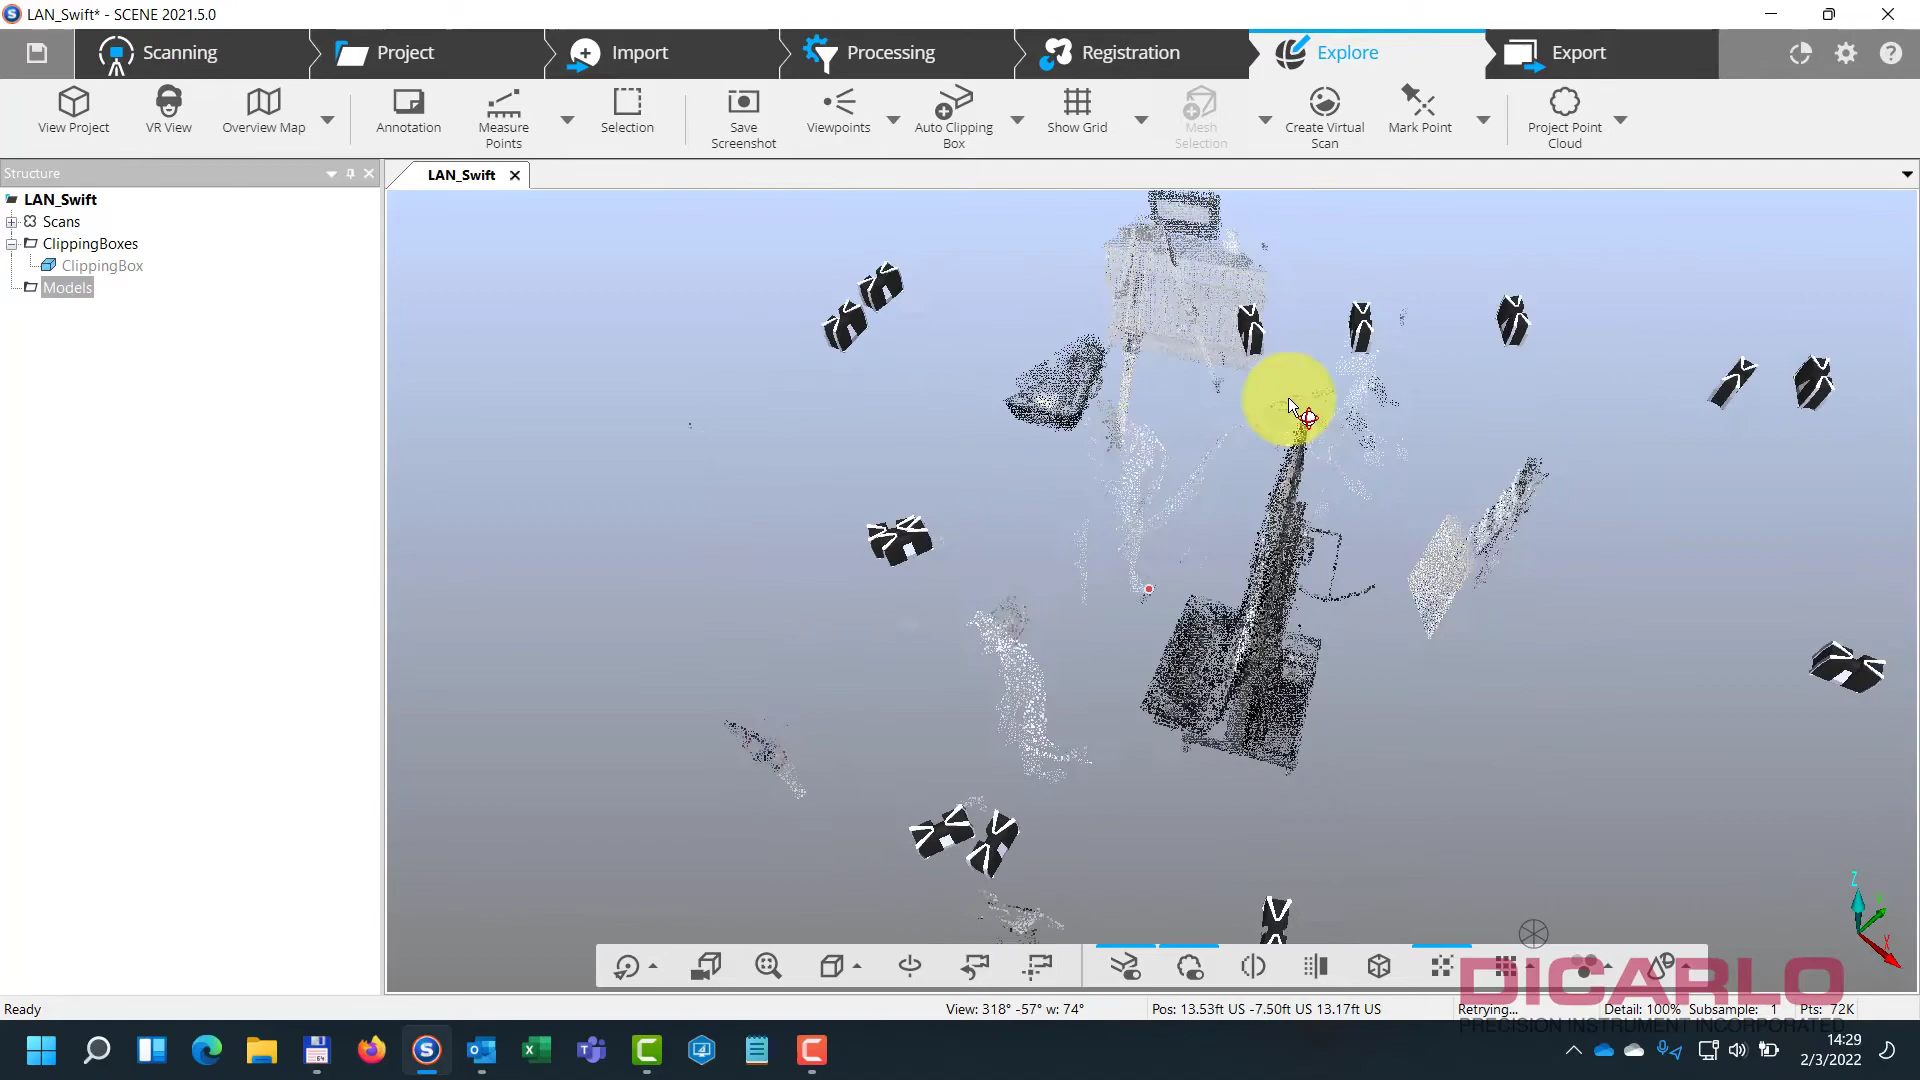 LAN_Swift* - SCENE 2021.5.0
Scanning
Project
Import
Processing
Registration
Explore
Export
View Project
VR View
Overview Map
Annotation
Measure Points
Selection
Save Screenshot
Viewpoints
Auto Clipping Box
Show Grid
Mesh Selection
Create Virtual Scan
Mark Point
Project Point Cloud
Structure
LAN_Swift
LAN_Swift
Scans
ClippingBoxes
ClippingBox
Models
Z
X
DICARLO
PRECISION INSTRUMENT INCORPORATED
Ready
View: 318° -57° w: 74°
Pos: 13.53ft US -7.50ft US 13.17ft US
Retrying...
Detail: 100%
Subsample: 1
Pts: 72K
14:29
2/3/2022